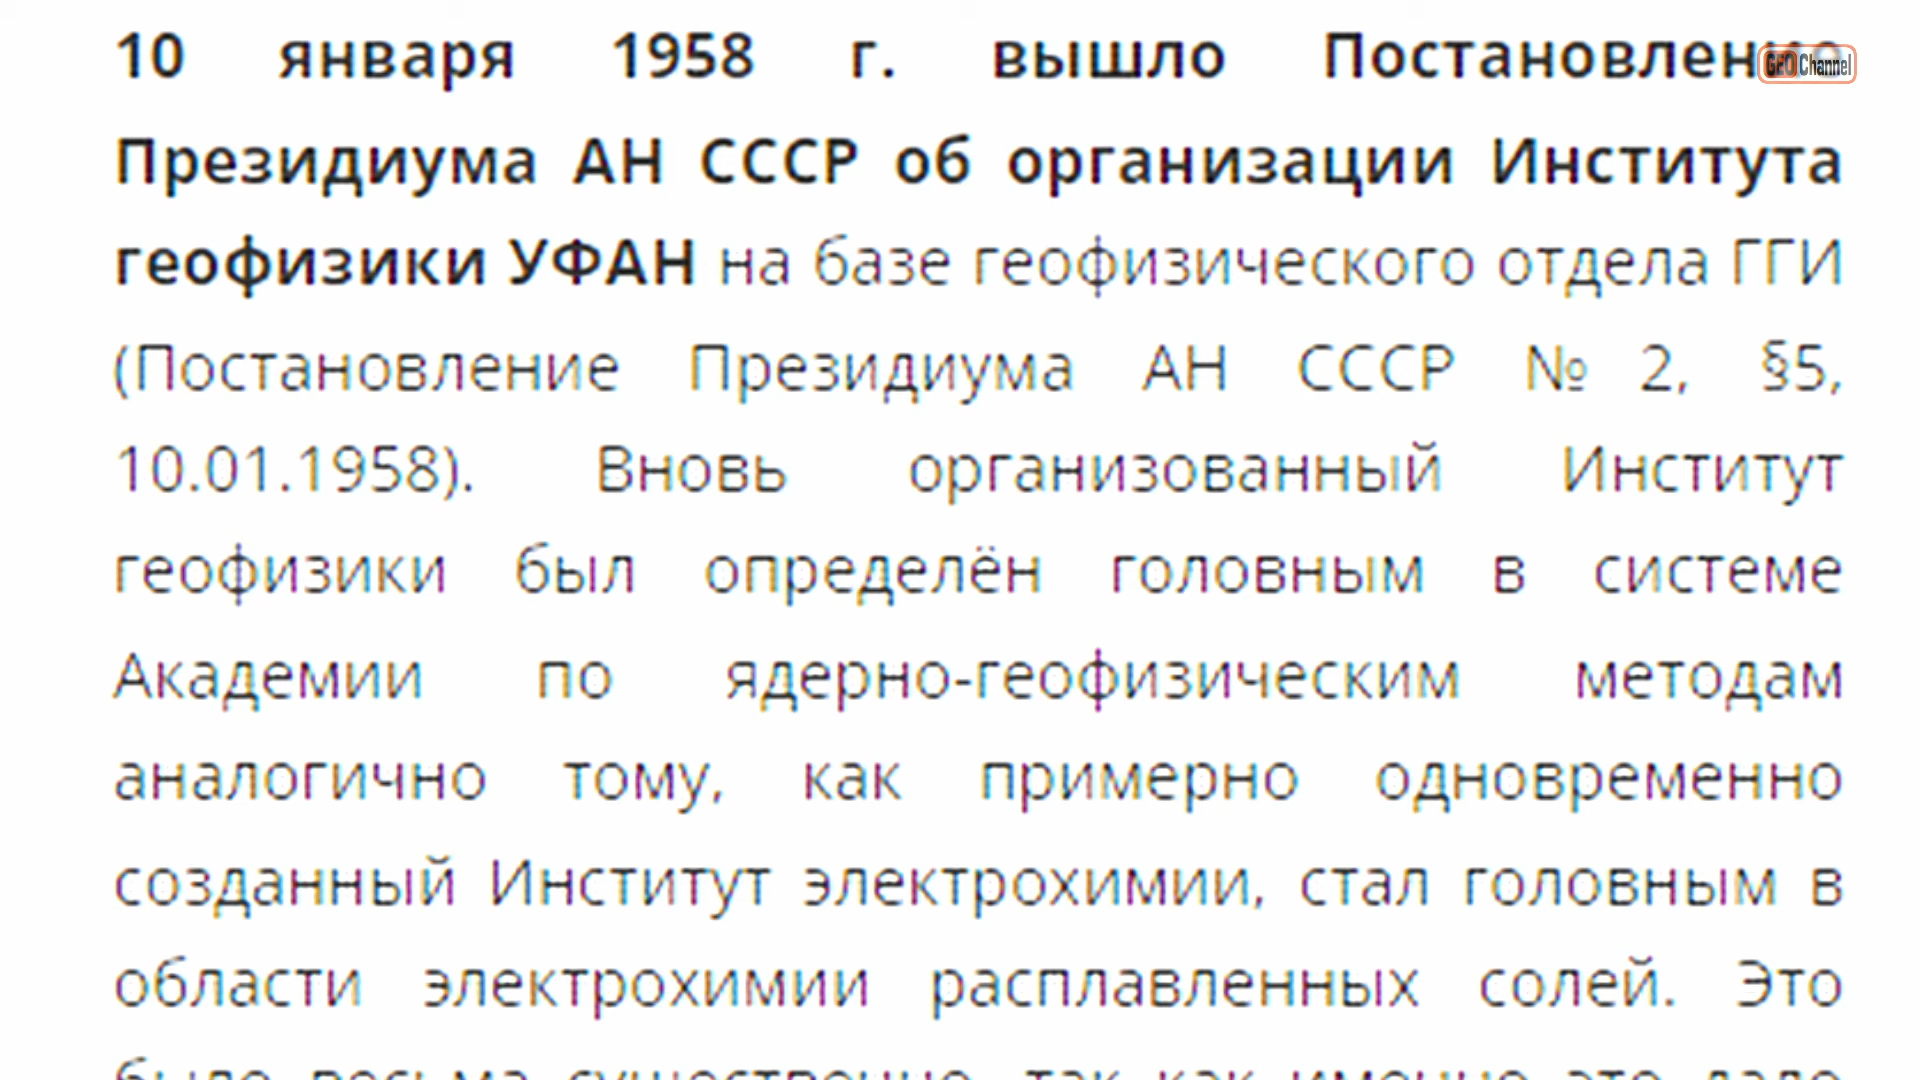 10 января 1958 г. вышло
GEO Channel
Президиума АН СССР об организации Института
геофизики УФАН на базе геофизического отдела ГГИ
(Постановление Президиума АН СССР № 2, §5,
10.01.1958). Вновь организованный Институт
геофизики был определён головным в системе
Академии по ядерно-геофизическим методам
аналогично тому, как примерно одновременно
созданный Институт электрохимии, стал головным в
области электрохимии расплавленных солей. Это